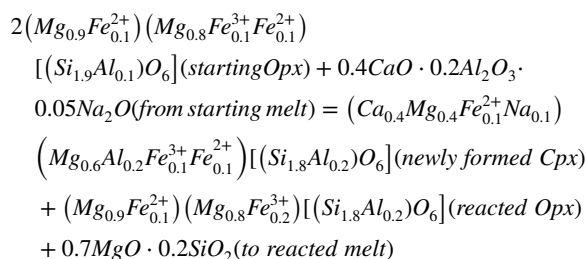 2(Mg₀.₉Fe²⁺₀.₁)(Mg₀.₈Fe³⁺₀.₁Fe²⁺₀.₁)
[(Si₁.₉Al₀.₁)O₆](startingOpx) + 0.4CaO · 0.2Al₂O₃·
0.05Na₂O(from starting melt) = (Ca₀.₄Mg₀.₄Fe²⁺₀.₁Na₀.₁)
(Mg₀.₆Al₀.₂Fe³⁺₀.₁Fe²⁺₀.₁)[(Si₁.₈Al₀.₂)O₆](newly formed Cpx)
+ (Mg₀.₉Fe²⁺₀.₁)(Mg₀.₈Fe³⁺₀.₂)[(Si₁.₈Al₀.₂)O₆](reacted Opx)
+ 0.7MgO · 0.2SiO₂(to reacted melt)